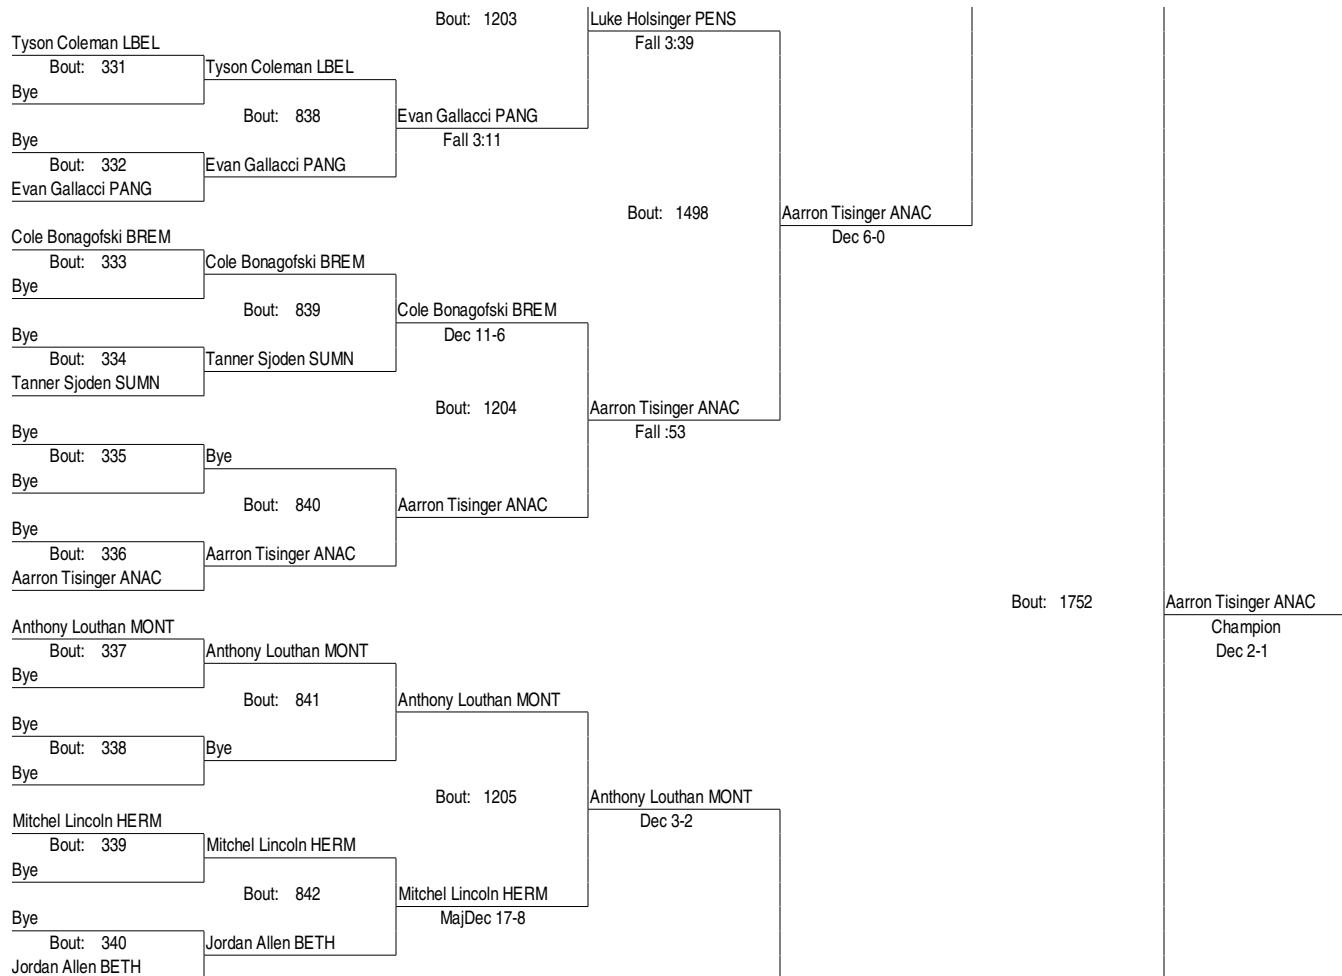 Bout: 1203 Luke Holsinger PENS
Tyson Coleman LBEL Fall 3:39
Bout: 331 Tyson Coleman LBEL
Bye
Bout: 838 Evan Gallacci PANG
Bye Fall 3:11
Bout: 332 Evan Gallacci PANG
Evan Gallacci PANG
Bout: 1498 Aarron Tisinger ANAC
Cole Bonagofski BREM Dec 6-0
Bout: 333 Cole Bonagofski BREM
Bye
Bout: 839 Cole Bonagofski BREM
Bye Dec 11-6
Bout: 334 Tanner Sjoden SUMN
Tanner Sjoden SUMN
Bout: 1204 Aarron Tisinger ANAC
Bye Fall :53
Bout: 335 Bye
Bye
Bout: 840 Aarron Tisinger ANAC
Bye
Bout: 336 Aarron Tisinger ANAC
Aarron Tisinger ANAC
Bout: 1752 Aarron Tisinger ANAC
Anthony Louthan MONT Champion
Bout: 337 Anthony Louthan MONT Dec 2-1
Bye
Bout: 841 Anthony Louthan MONT
Bye
Bout: 338 Bye
Bye
Bout: 1205 Anthony Louthan MONT
Mitchel Lincoln HERM Dec 3-2
Bout: 339 Mitchel Lincoln HERM
Bye
Bout: 842 Mitchel Lincoln HERM
Bye MajDec 17-8
Bout: 340 Jordan Allen BETH
Jordan Allen BETH